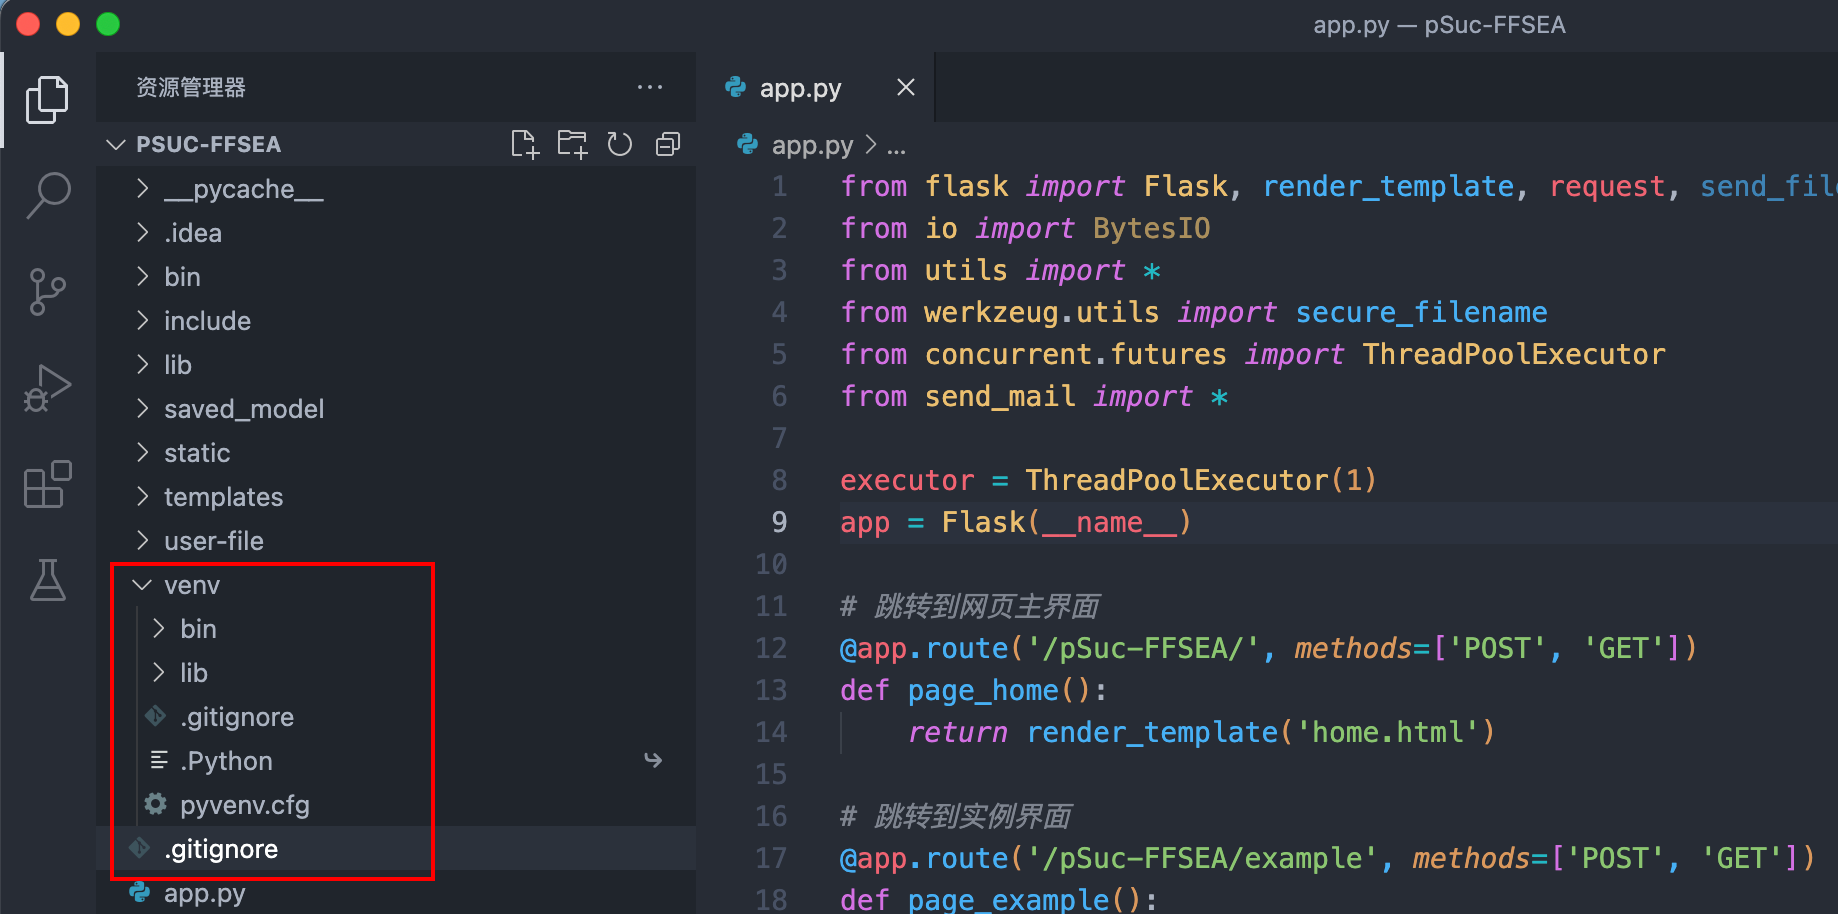 app.py — pSuc-FFSEA
资源管理器
PSUC-FFSEA
__pycache__
.idea
bin
include
lib
saved_model
static
templates
user-file
venv
bin
lib
.gitignore
.Python
pyvenv.cfg
.gitignore
app.py
app.py
app.py > ...
1 from flask import Flask, render_template, request, send_file
2 from io import BytesIO
3 from utils import *
4 from werkzeug.utils import secure_filename
5 from concurrent.futures import ThreadPoolExecutor
6 from send_mail import *
7
8 executor = ThreadPoolExecutor(1)
9 app = Flask(__name__)
10
11 # 跳转到网页主界面
12 @app.route('/pSuc-FFSEA/', methods=['POST', 'GET'])
13 def page_home():
14 return render_template('home.html')
15
16 # 跳转到实例界面
17 @app.route('/pSuc-FFSEA/example', methods=['POST', 'GET'])
18 def page_example():